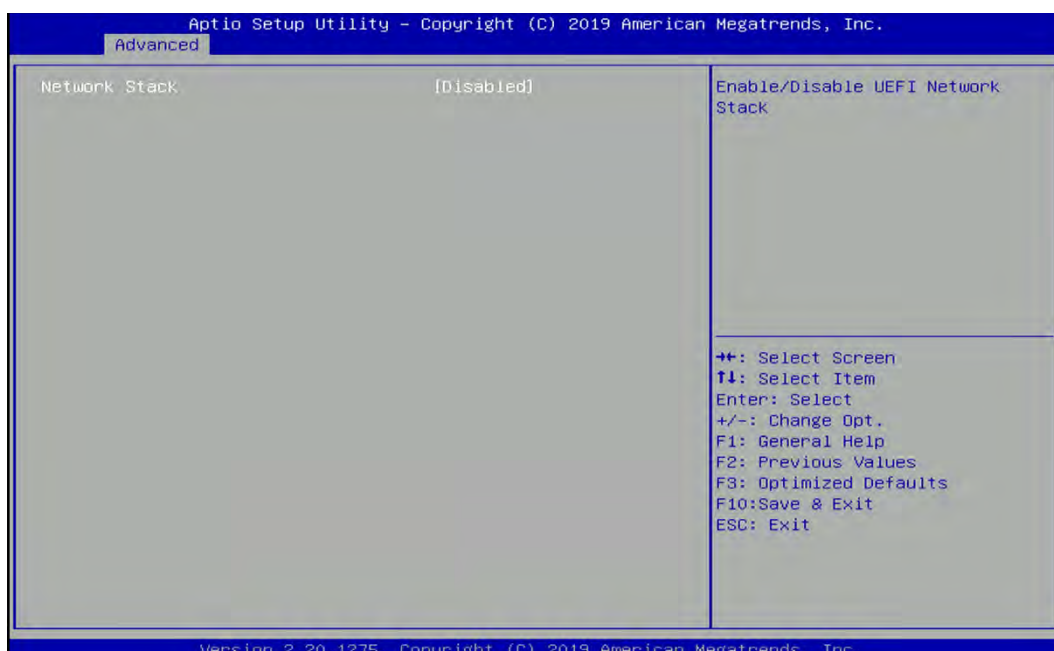 Aptio Setup Utility – Copyright (C) 2019 American Megatrends, Inc.
Advanced
Network Stack [Disabled]
Enable/Disable UEFI Network
Stack
→←: Select Screen
↑↓: Select Item
Enter: Select
+/-: Change Opt.
F1: General Help
F2: Previous Values
F3: Optimized Defaults
F10:Save & Exit
ESC: Exit
Version 2.20.1275. Copyright (C) 2019 American Megatrends, Inc.